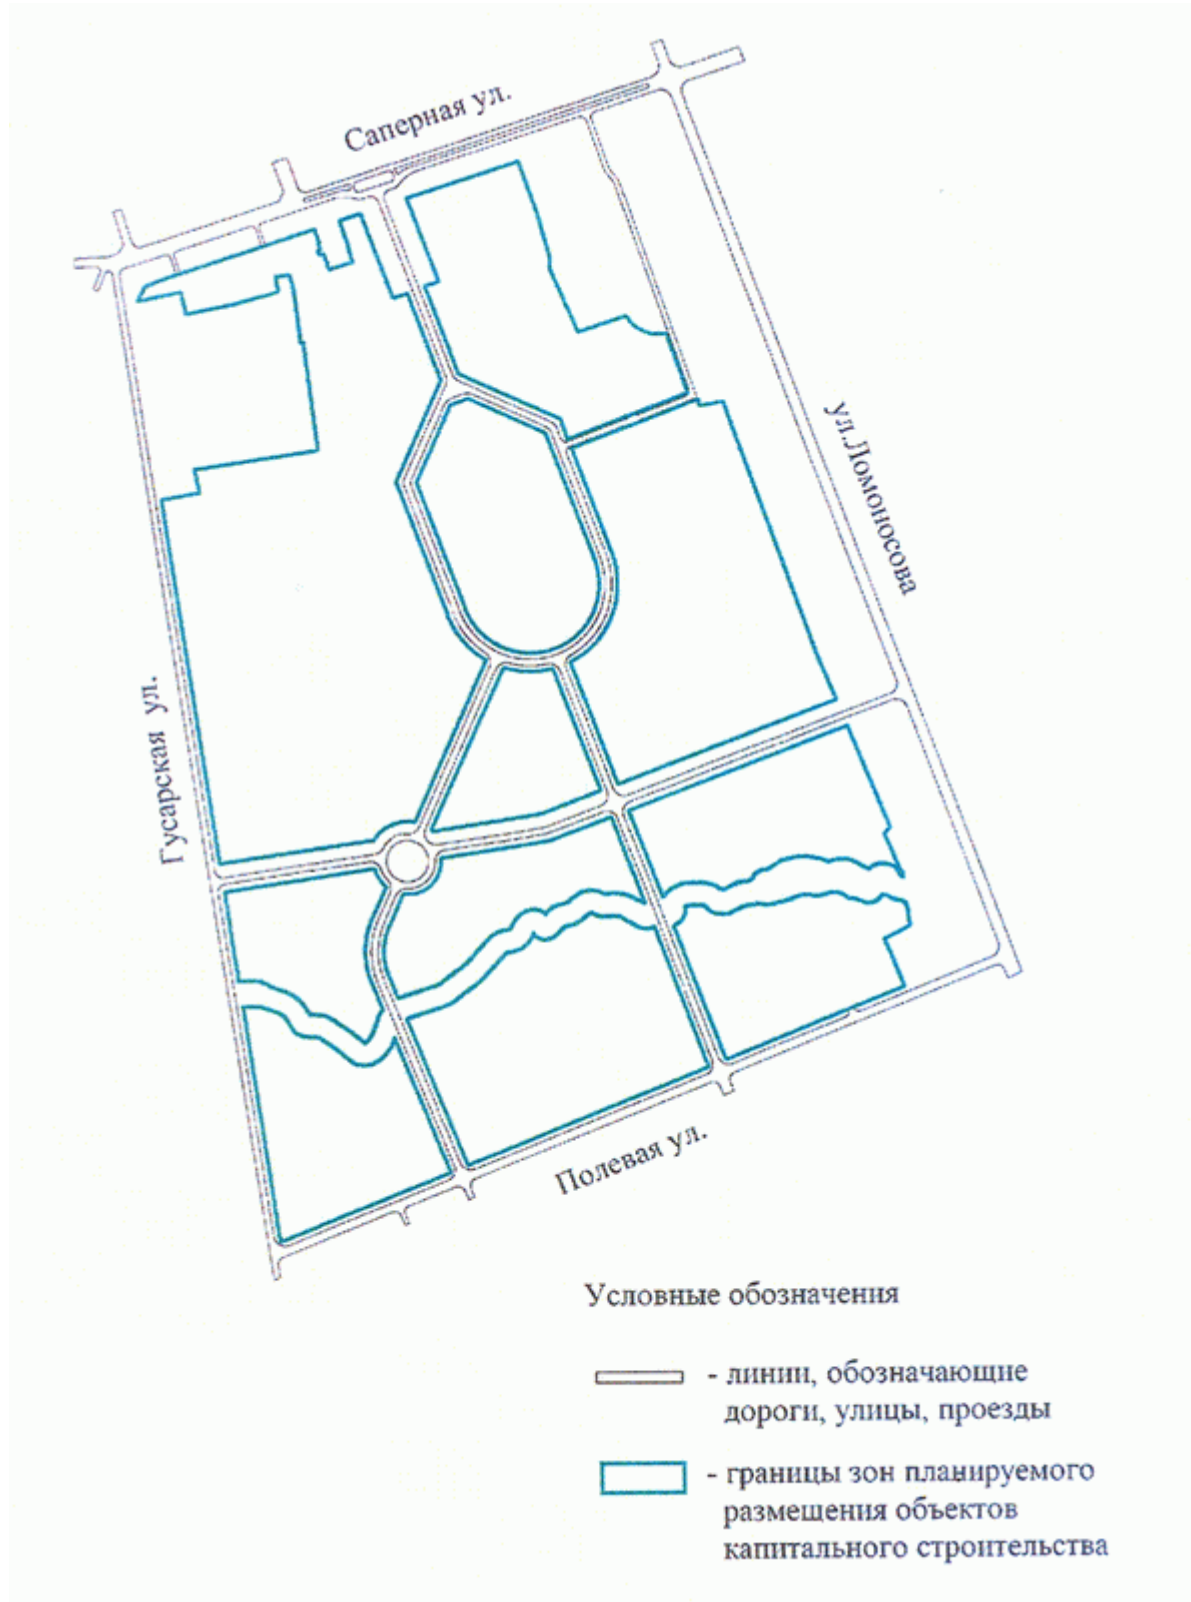 Саперная ул.
ул.Ломоносова
Гусарская ул.
Полевая ул.
Условные обозначения
- линии, обозначающие
дороги, улицы, проезды
- границы зон планируемого
размещения объектов
капитального строительства